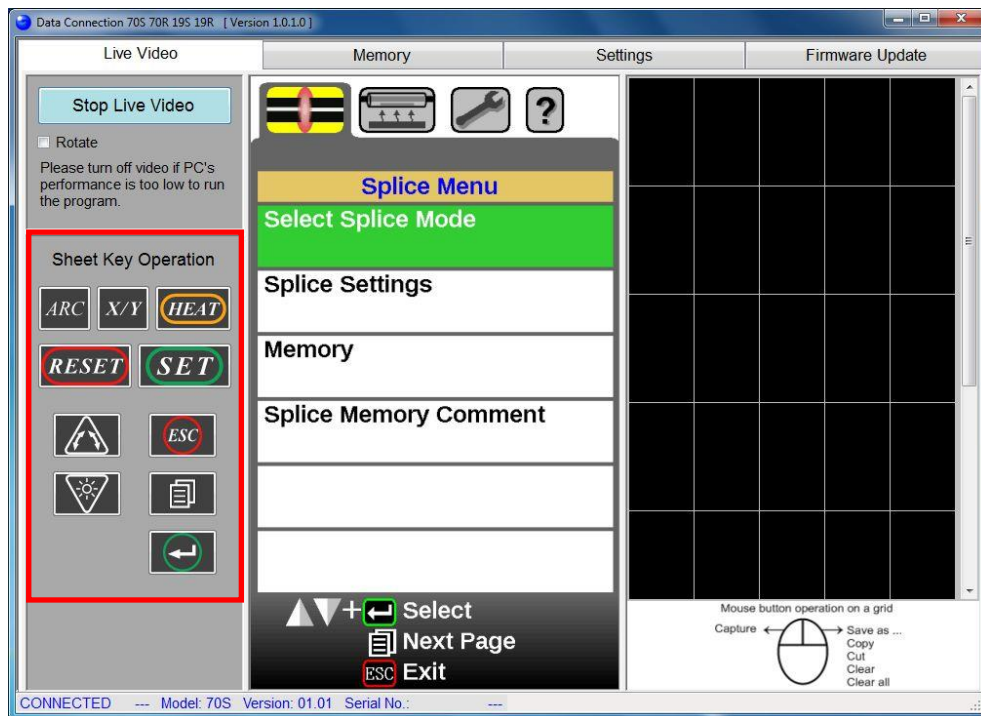 Data Connection 70S 70R 19S 19R [ Version 1.0.1.0 ]
Live Video
Memory
Settings
Firmware Update
Stop Live Video
Rotate
Please turn off video if PC's
performance is too low to run
the program.
Sheet Key Operation
ARC
X/Y
HEAT
RESET
SET
ESC
?
Splice Menu
Select Splice Mode
Splice Settings
Memory
Splice Memory Comment
+ Select
Next Page
ESC Exit
Mouse button operation on a grid
Capture
Save as ...
Copy
Cut
Clear
Clear all
CONNECTED --- Model: 70S Version: 01.01 Serial No.: ---